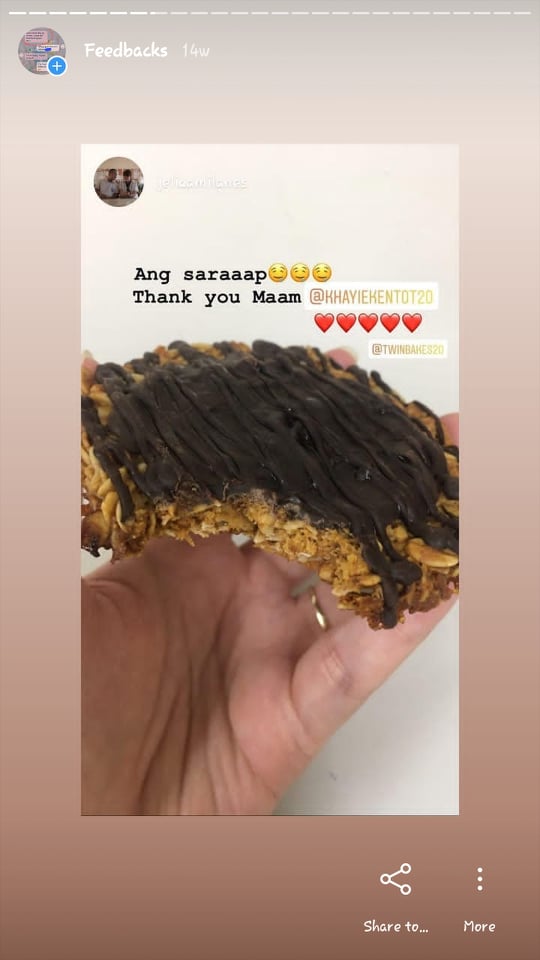 Feedbacks 14w
Ang saraaap🤤🤤🤤
Thank you Maam @KHAYIEKENTOT20
❤️❤️❤️❤️❤️
@TWINBAKES20
Share to...
More